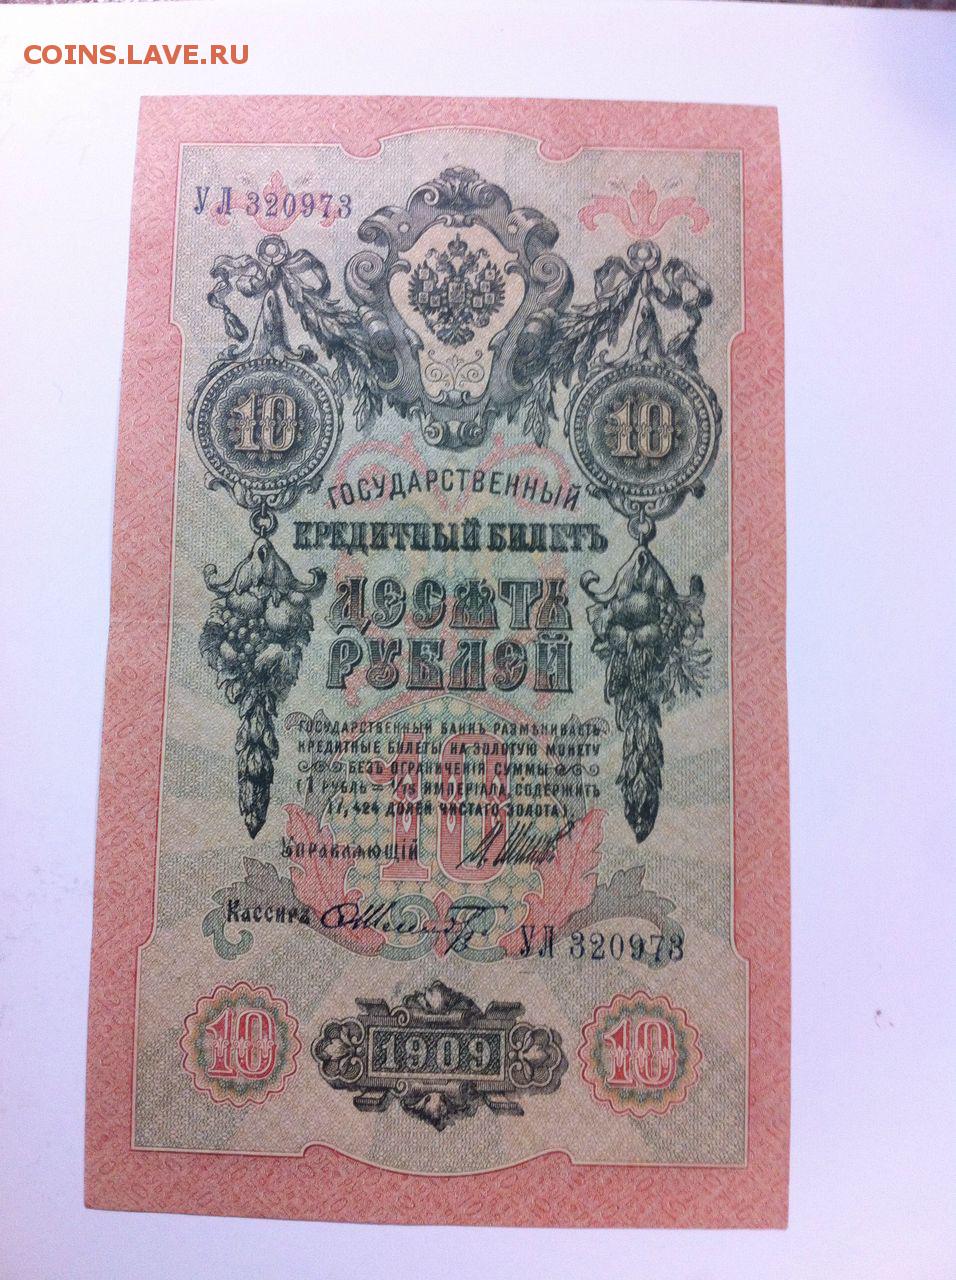 COINS.LAVE.RU
УЛ 320973
10 10
ГОСУДАРСТВЕННЫЙ
КРЕДИТНЫЙ БИЛЕТЪ
ДЕСЯТЬ
РУБЛЕЙ
10
ГОСУДАРСТВЕННЫЙ БАНКЪ РАЗМѢНИВАЕТЪ
КРЕДИТНЫЕ БИЛЕТЫ НА ЗОЛОТУЮ МОНЕТУ
БЕЗЪ ОГРАНИЧЕНІЯ СУММЫ
(1 РУБЛЬ = 1/15 ИМПЕРІАЛА, СОДЕРЖИТЪ
17,424 ДОЛЕЙ ЧИСТАГО ЗОЛОТА).
Управляющій
Кассиръ
УЛ 320973
10 1909 10